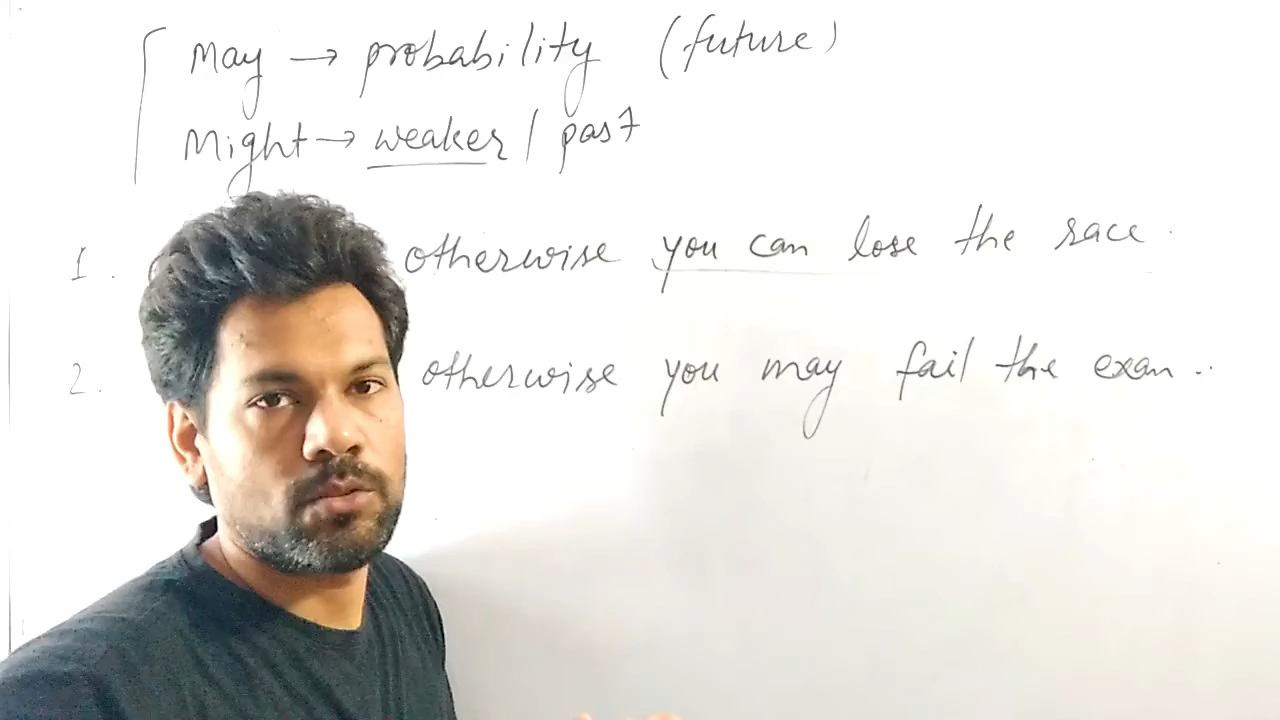 May → probability (future)
Might → weaker / past
1. otherwise you can lose the race.
2. otherwise you may fail the exam..